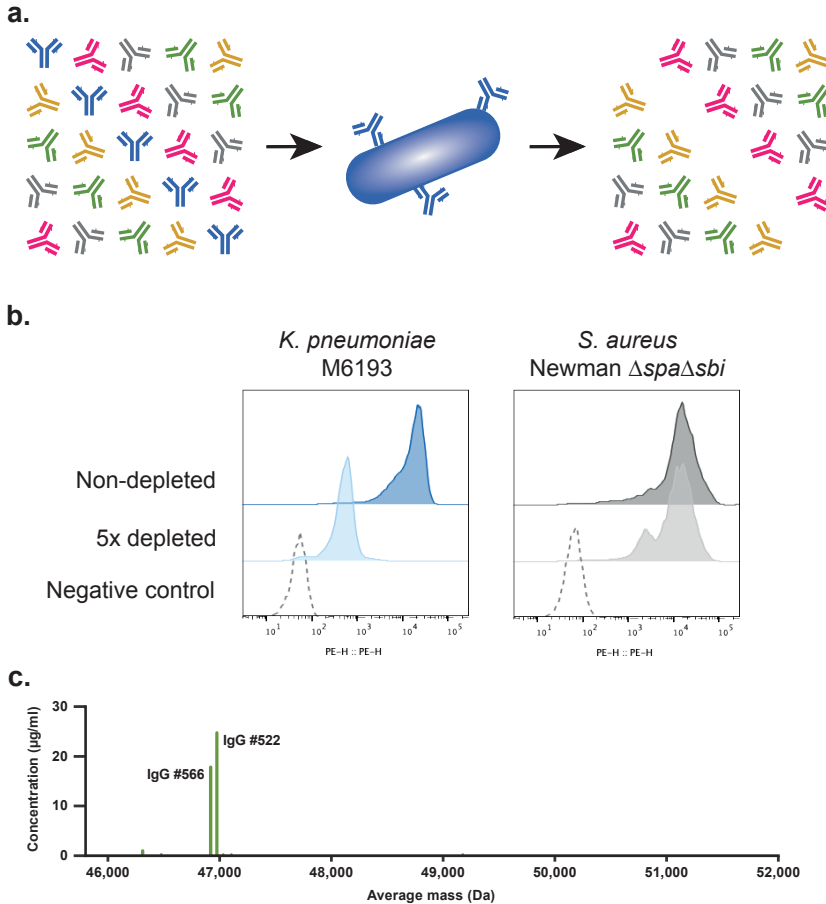 a.
b.
K. pneumoniae
M6193
S. aureus
Newman ΔspaΔsbi
Non-depleted
5x depleted
Negative control
10¹ 10² 10³ 10⁴ 10⁵
PE-H :: PE-H
10¹ 10² 10³ 10⁴ 10⁵
PE-H :: PE-H
c.
Concentration (µg/ml)
30
20
10
0
IgG #522
IgG #566
46,000 47,000 48,000 49,000 50,000 51,000 52,000
Average mass (Da)